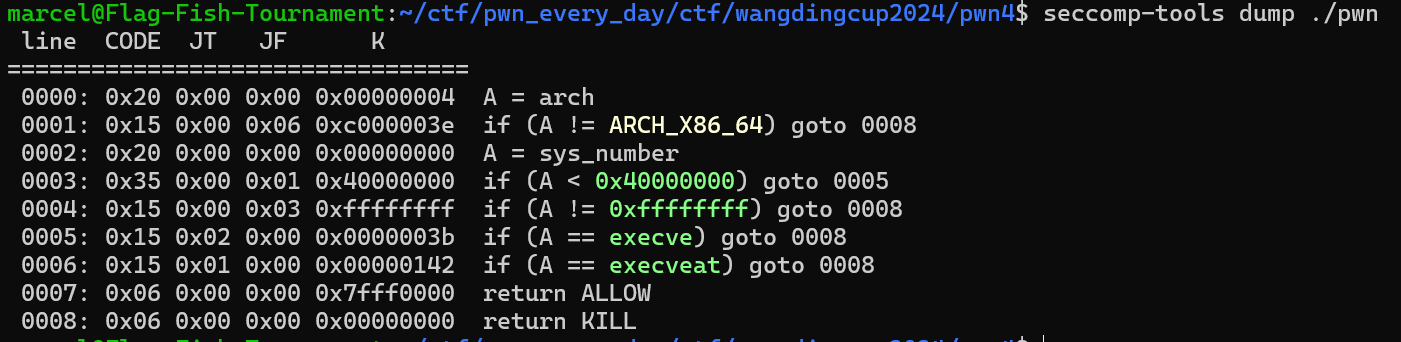 marcel@Flag-Fish-Tournament:~/ctf/pwn_every_day/ctf/wangdingcup2024/pwn4$ seccomp-tools dump ./pwn
 line  CODE  JT   JF      K
=================================
 0000: 0x20 0x00 0x00 0x00000004  A = arch
 0001: 0x15 0x00 0x06 0xc000003e  if (A != ARCH_X86_64) goto 0008
 0002: 0x20 0x00 0x00 0x00000000  A = sys_number
 0003: 0x35 0x00 0x01 0x40000000  if (A < 0x40000000) goto 0005
 0004: 0x15 0x00 0x03 0xffffffff  if (A != 0xffffffff) goto 0008
 0005: 0x15 0x02 0x00 0x0000003b  if (A == execve) goto 0008
 0006: 0x15 0x01 0x00 0x00000142  if (A == execveat) goto 0008
 0007: 0x06 0x00 0x00 0x7fff0000  return ALLOW
 0008: 0x06 0x00 0x00 0x00000000  return KILL